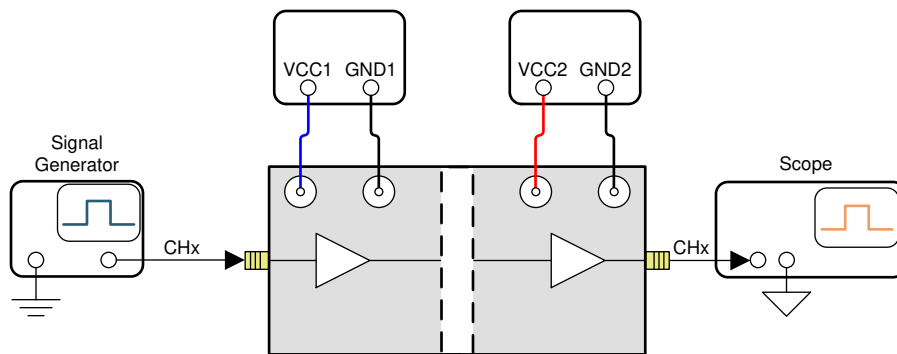 VCC1 GND1
VCC2 GND2
Signal
Generator
Scope
CHx
CHx